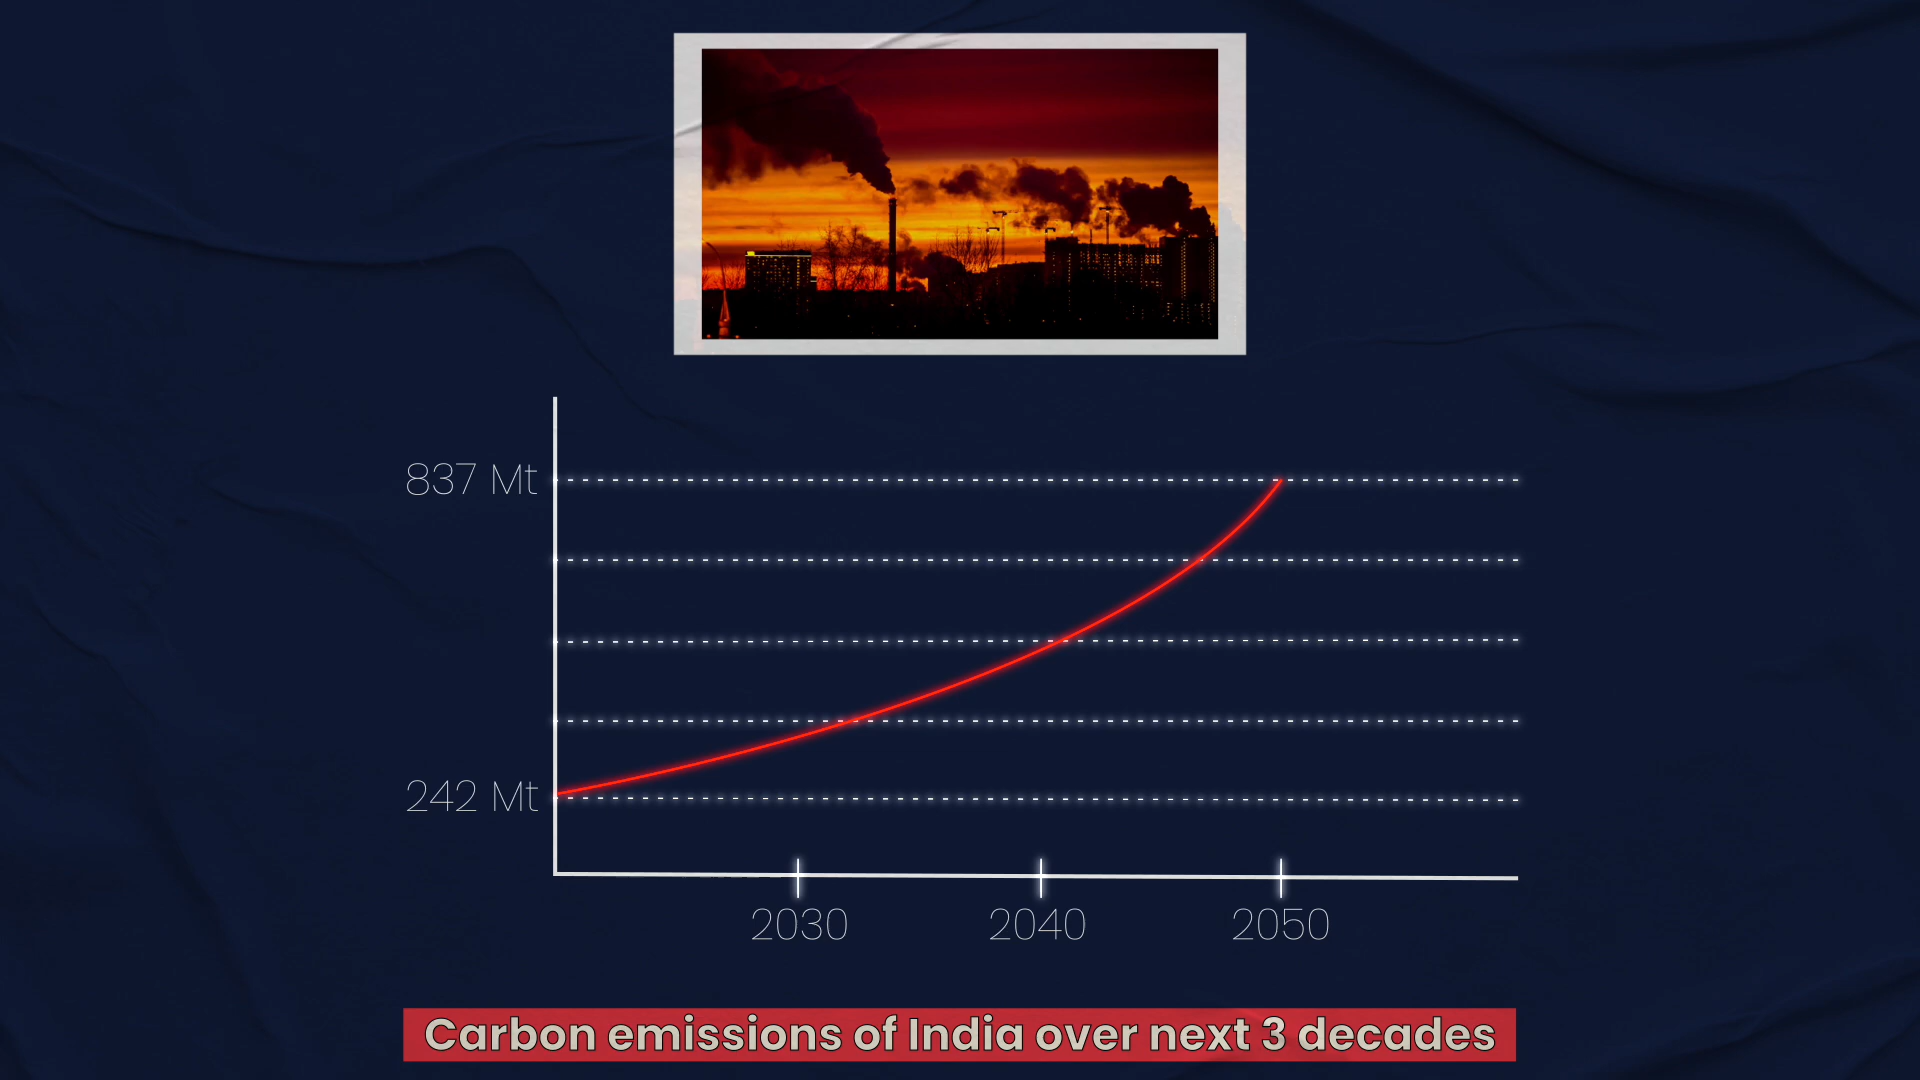 837 Mt
242 Mt
2030 2040 2050
Carbon emissions of India over next 3 decades